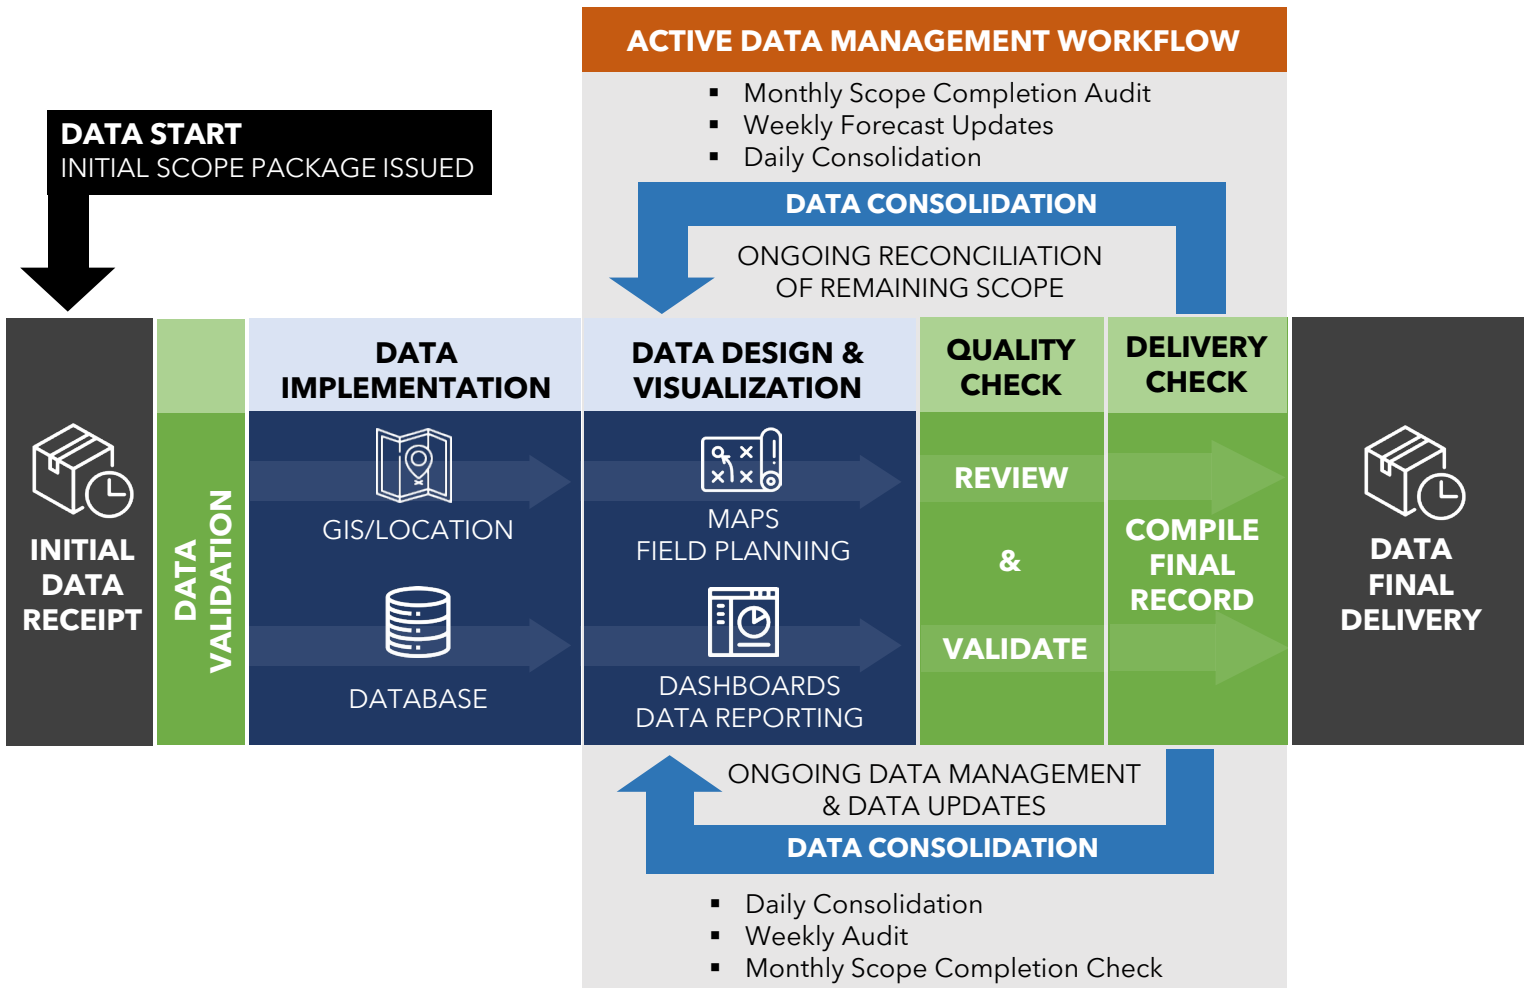 ACTIVE DATA MANAGEMENT WORKFLOW
▪ Monthly Scope Completion Audit
▪ Weekly Forecast Updates
▪ Daily Consolidation
DATA START
INITIAL SCOPE PACKAGE ISSUED
DATA CONSOLIDATION
ONGOING RECONCILIATION
OF REMAINING SCOPE
INITIAL
DATA
RECEIPT
DATA
VALIDATION
DATA
IMPLEMENTATION
GIS/LOCATION
DATABASE
DATA DESIGN &
VISUALIZATION
MAPS
FIELD PLANNING
DASHBOARDS
DATA REPORTING
QUALITY
CHECK
REVIEW
&
VALIDATE
DELIVERY
CHECK
COMPILE
FINAL
RECORD
DATA
FINAL
DELIVERY
ONGOING DATA MANAGEMENT
& DATA UPDATES
DATA CONSOLIDATION
▪ Daily Consolidation
▪ Weekly Audit
▪ Monthly Scope Completion Check